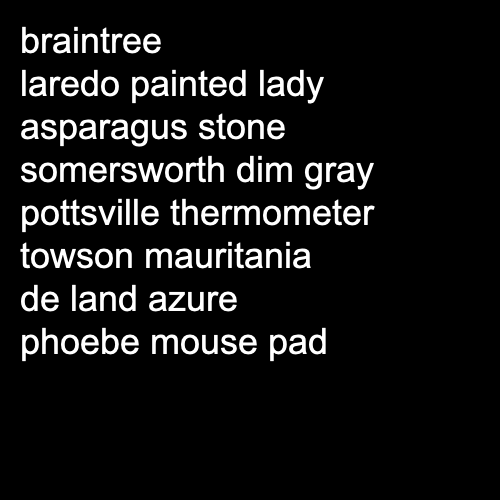 braintree
laredo painted lady
asparagus stone
somersworth dim gray
pottsville thermometer
towson mauritania
de land azure
phoebe mouse pad